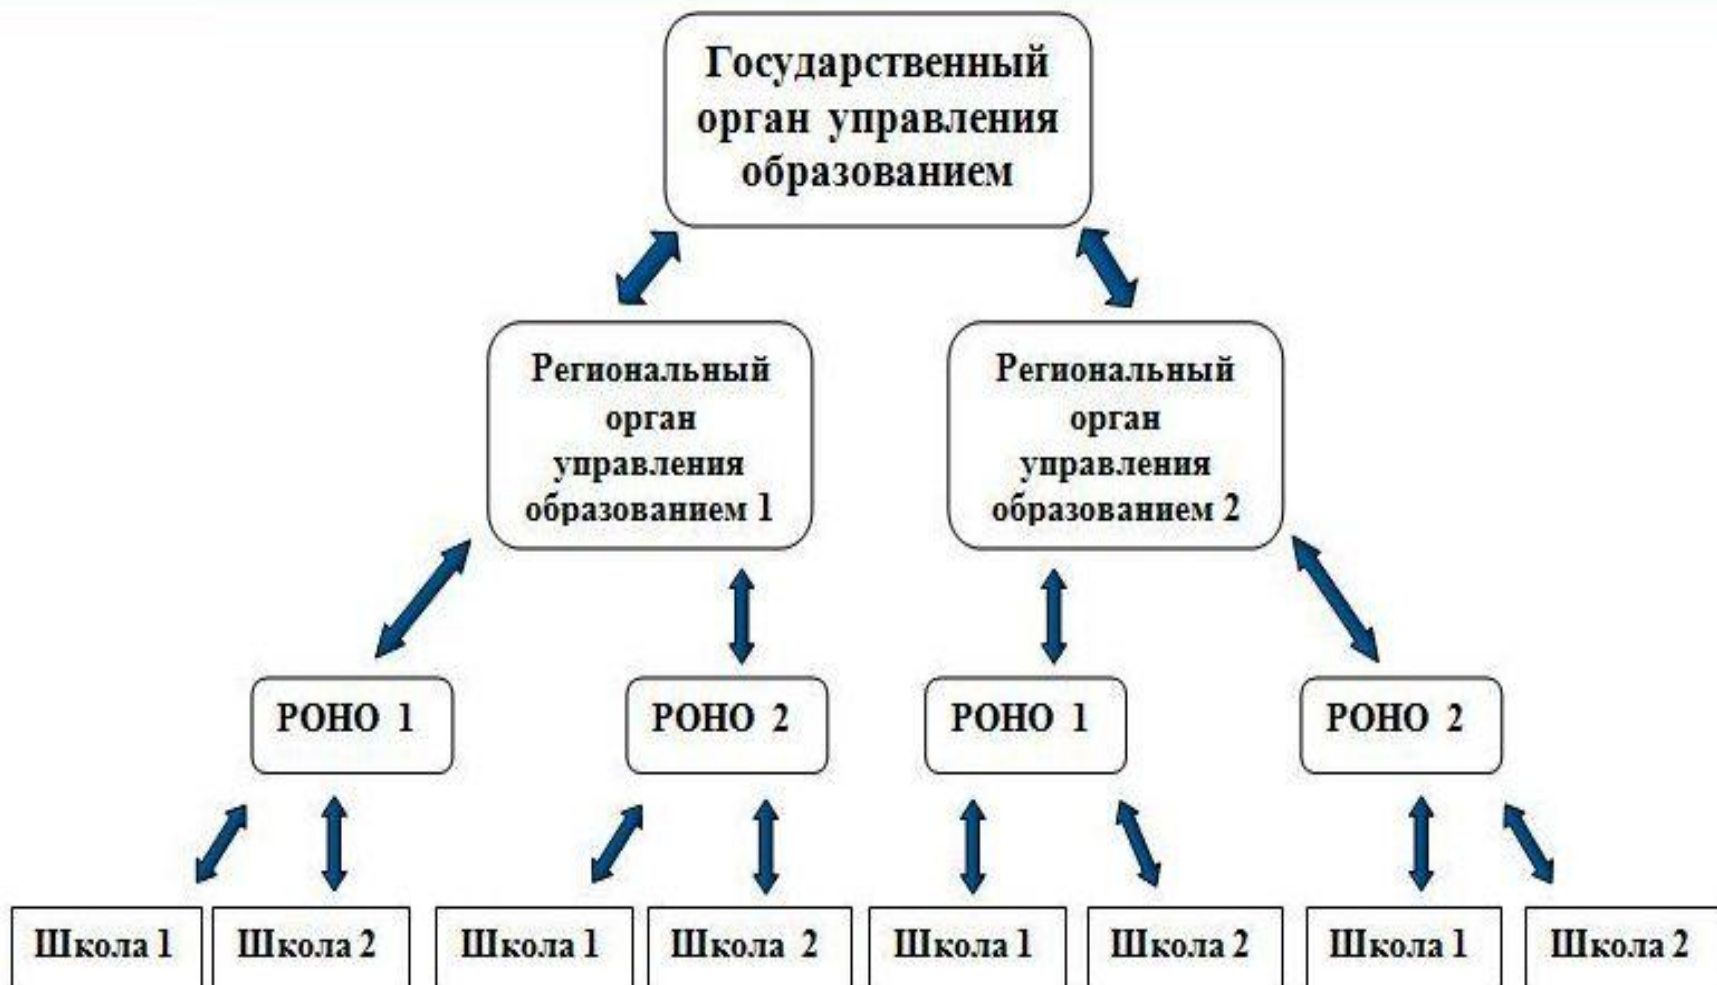 Государственный
орган управления
образованием
Региональный
орган
управления
образованием 1
Региональный
орган
управления
образованием 2
РОНО 1
РОНО 2
РОНО 1
РОНО 2
Школа 1
Школа 2
Школа 1
Школа 2
Школа 1
Школа 2
Школа 1
Школа 2